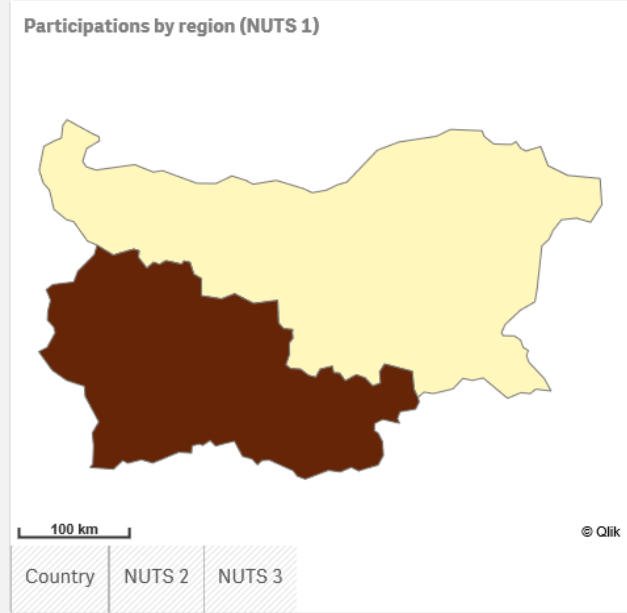 Participations by region (NUTS 1)
100 km
© Qlik
Country
NUTS 2
NUTS 3